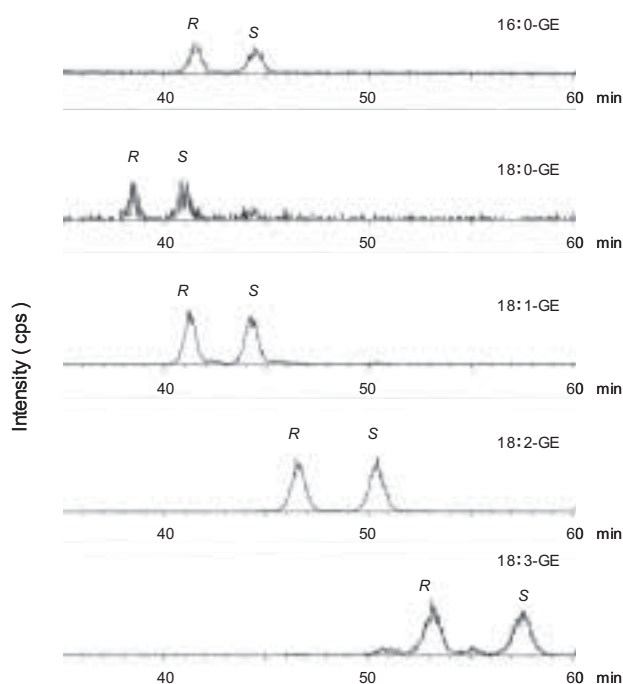 R S 16:0-GE
40 50 60 min
R S 18:0-GE
40 50 60 min
R S 18:1-GE
40 50 60 min
R S 18:2-GE
40 50 60 min
18:3-GE
R S
40 50 60 min
Intensity ( cps )